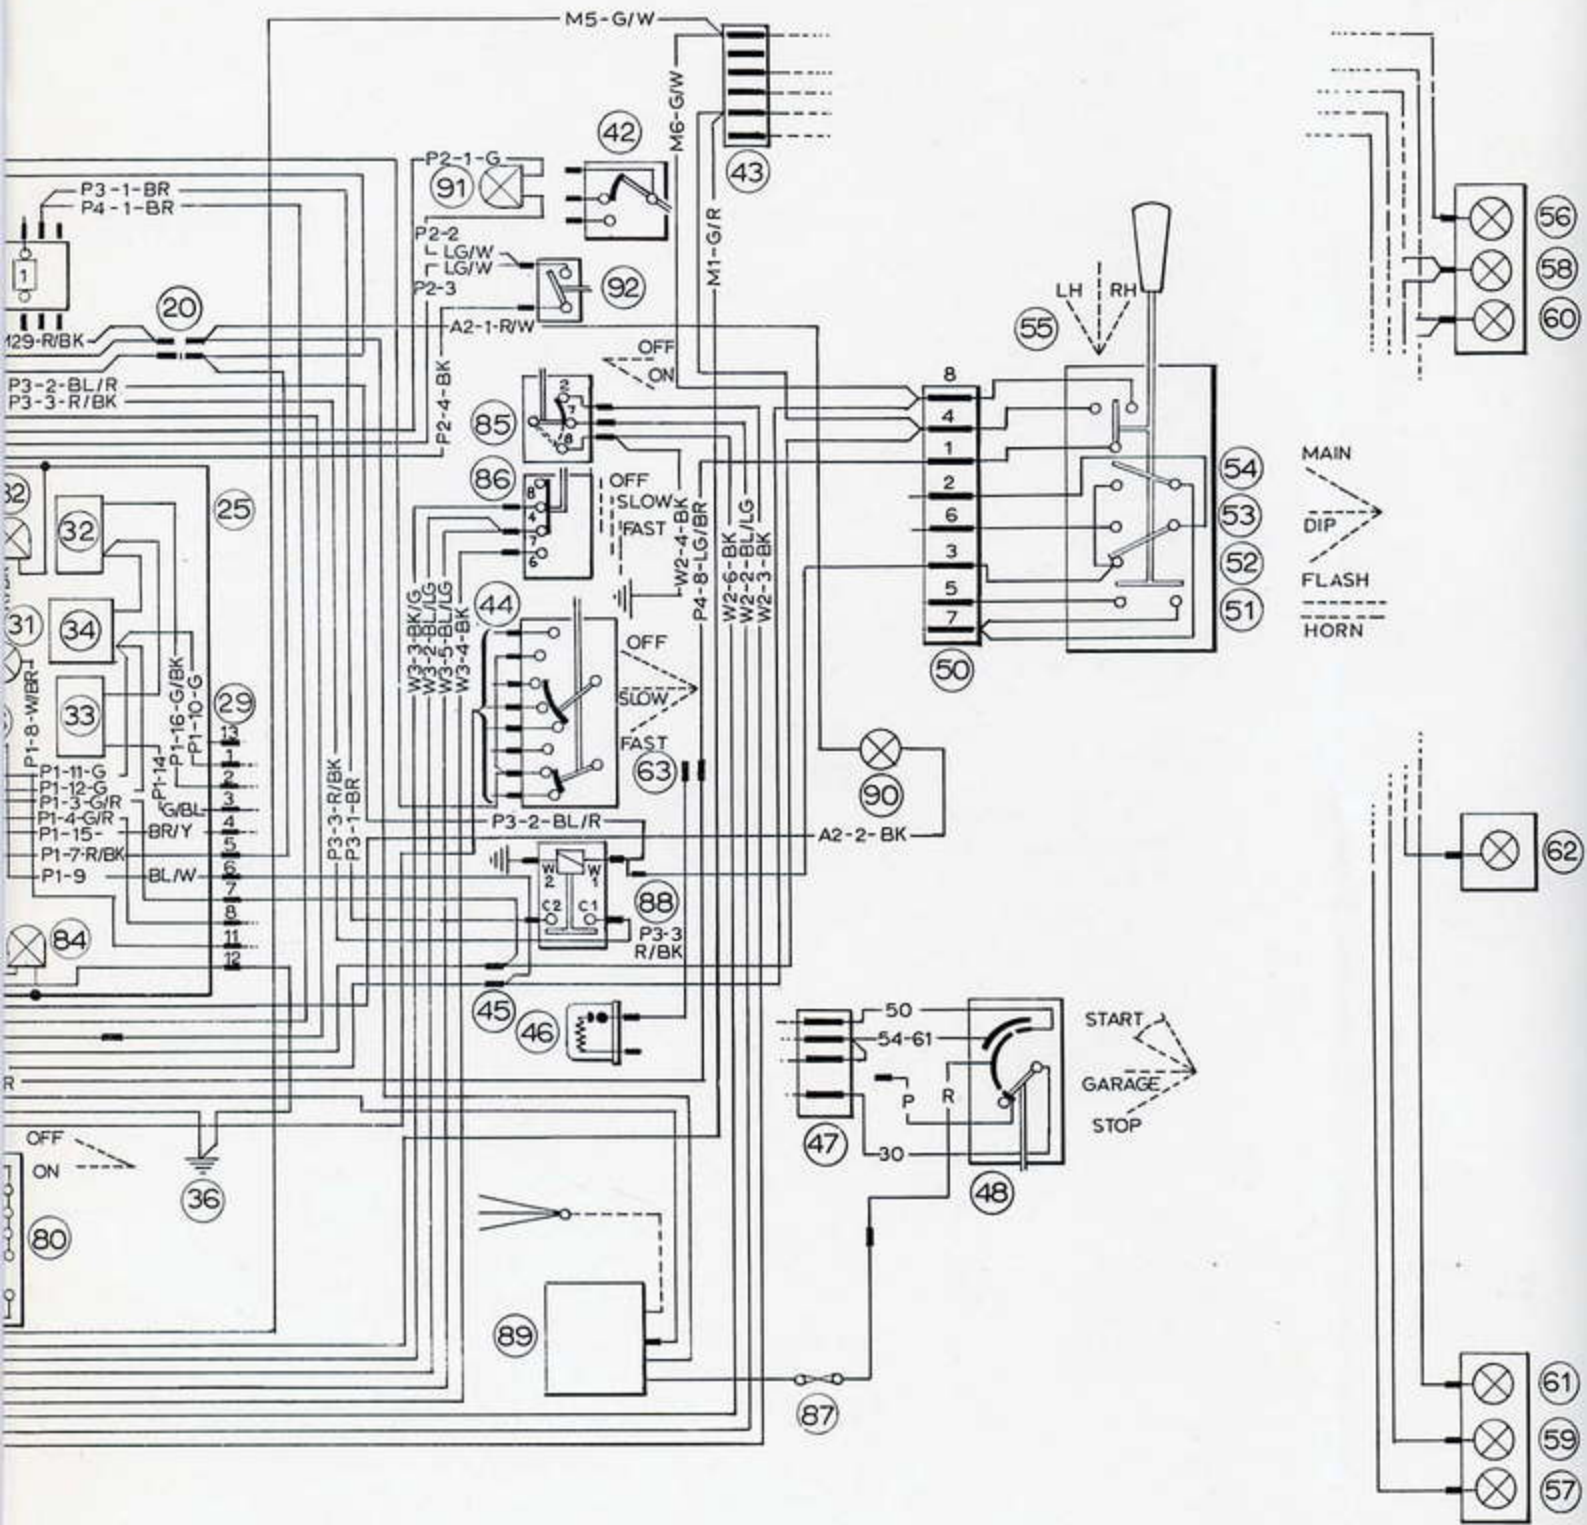 M5-G/W
M6-G/W
42
43
P2-1-G
91
P3-1-BR
P4-1-BR
M1-G/R
56
P2-2
LG/W
LG/W
P2-3
92
58
1
20
LH RH
55
60
A2-1-R/W
29-R/BK
OFF
ON
P3-2-BL/R
P3-3-R/BK
P2-4-BK
85
2
7
8
8
4
1
2
6
3
5
7
50
MAIN
DIP
FLASH
HORN
54
53
52
51
86
8
4
7
6
OFF
SLOW
FAST
25
32
34
33
31
W2-4-BK
P4-8-LG/BR
W2-6-BK
W2-2-BL/LG
W2-3-BK
44
W3-3-BK/G
W3-2-BL/LG
W3-5-BL/LG
W3-4-BK
OFF
SLOW
FAST
63
P1-8-W/BR
P1-16-G/BK
P1-10-G
29
13
1
2
3
4
5
6
7
8
11
12
P1-11-G
P1-12-G
P1-3-G/R
P1-4-G/R
P1-15- BR/Y
P1-7-R/BK
P1-9 BL/W
P1-14
G/BL
P3-3-R/BK
P3-1-BR
90
P3-2-BL/R
A2-2-BK
62
W2
W1
C2
C1
88
P3-3
R/BK
84
45
46
50
54-61
P
R
30
47
48
START
GARAGE
STOP
R
OFF
ON
36
80
89
87
61
59
57